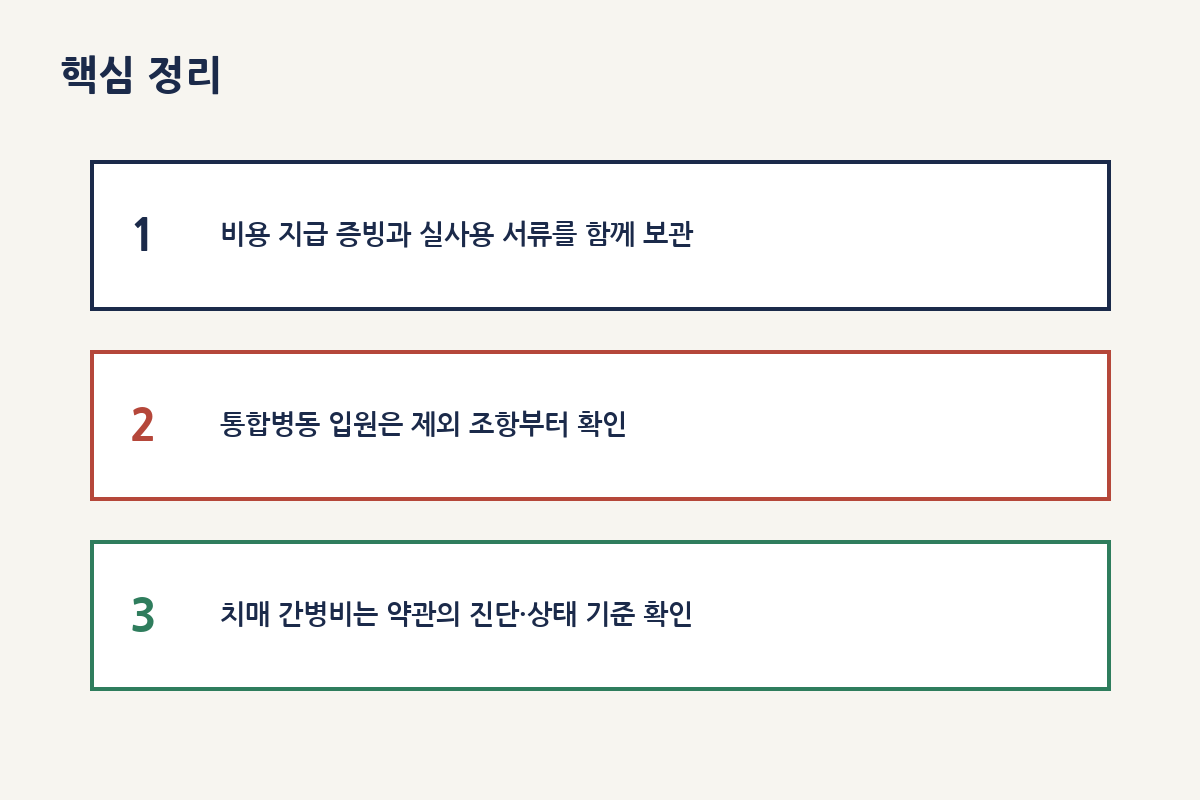 핵심 정리
1 비용 지급 증빙과 실사용 서류를 함께 보관
2 통합병동 입원은 제외 조항부터 확인
3 치매 간병비는 약관의 진단·상태 기준 확인